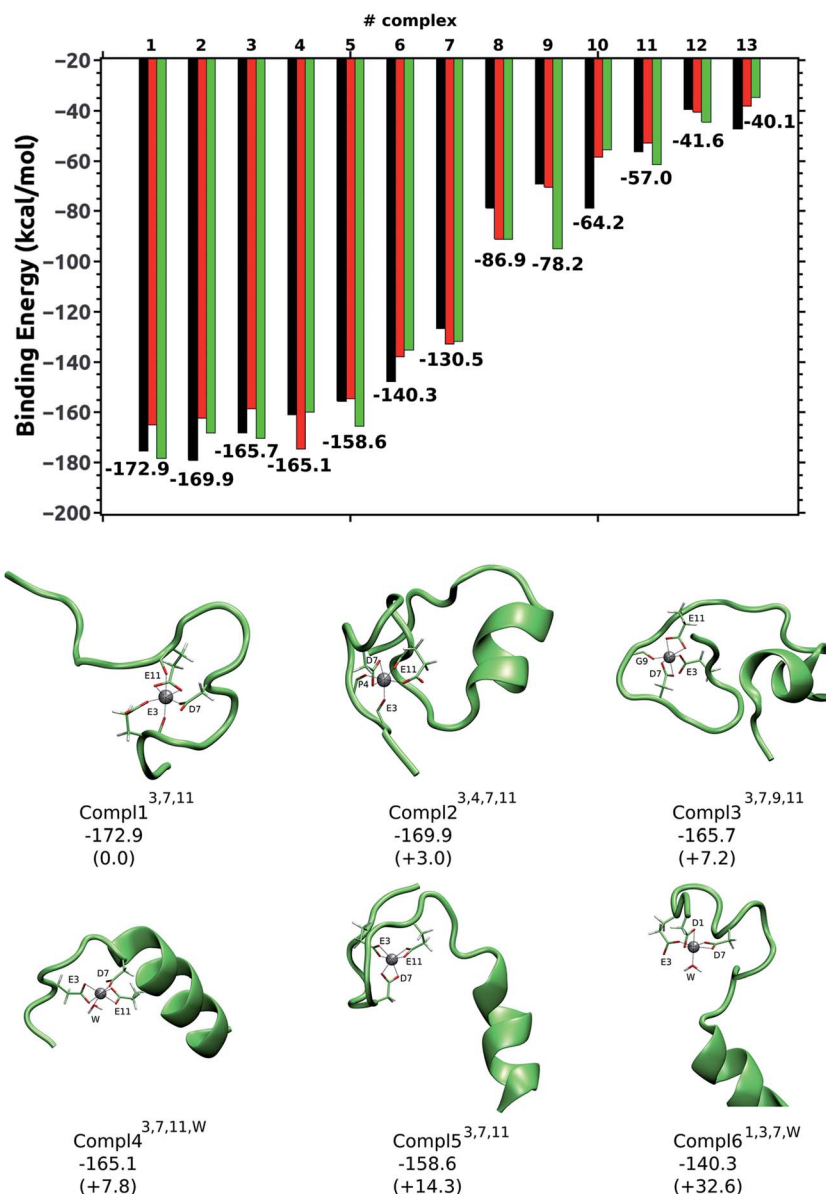 # complex
1 2 3 4 5 6 7 8 9 10 11 12 13
−20
−40
−60
−80
−100
−120
−140
−160
−180
−200
Binding Energy (kcal/mol)
-172.9
-169.9
-165.7
-165.1
-158.6
-140.3
-130.5
-86.9
-78.2
-64.2
-57.0
-41.6
-40.1
E11
E3
D7
D7
E11
P4
E3
E11
G9
D7
E3
Compl1 3,7,11
-172.9
(0.0)
Compl2 3,4,7,11
-169.9
(+3.0)
Compl3 3,7,9,11
-165.7
(+7.2)
E3
D7
W
E11
E3
E11
D7
D1
E3
D7
W
Compl4 3,7,11,W
-165.1
(+7.8)
Compl5 3,7,11
-158.6
(+14.3)
Compl6 1,3,7,W
-140.3
(+32.6)